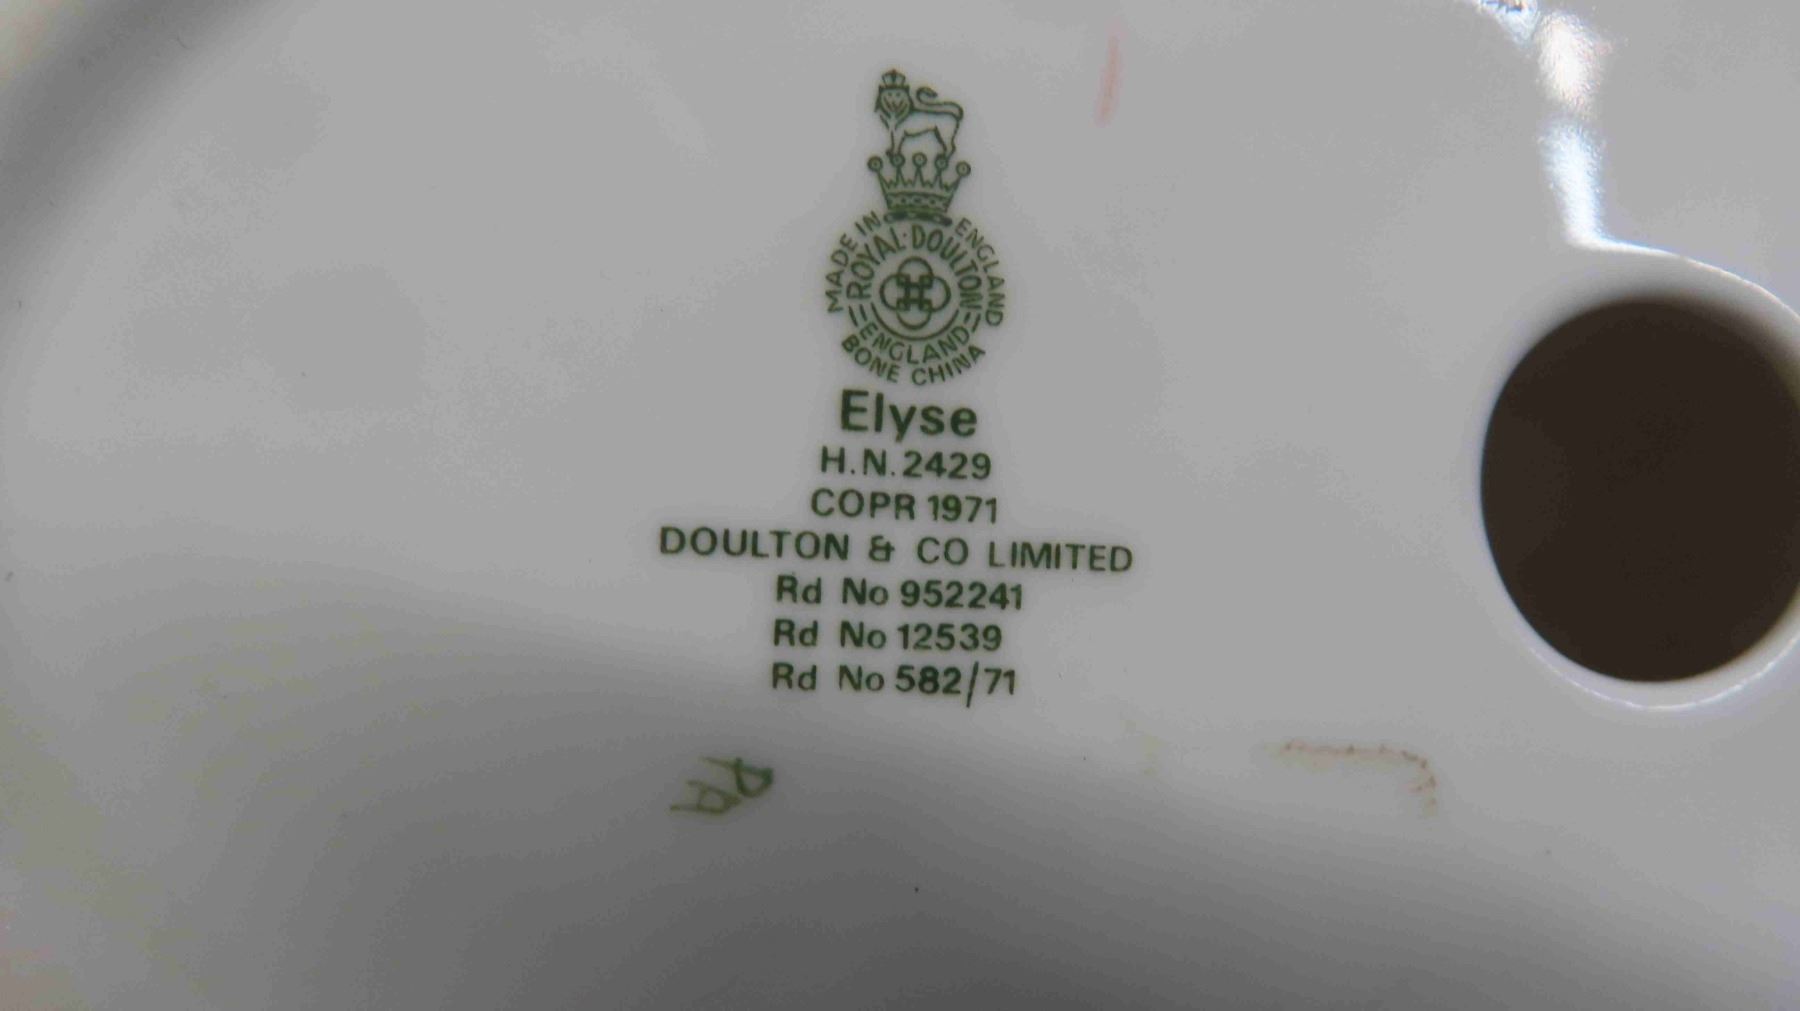 MADE IN ENGLAND
ROYAL·DOULTON
ENGLAND
BONE CHINA
Elyse
H.N.2429
COPR 1971
DOULTON & CO LIMITED
Rd No 952241
Rd No 12539
Rd No 582/71